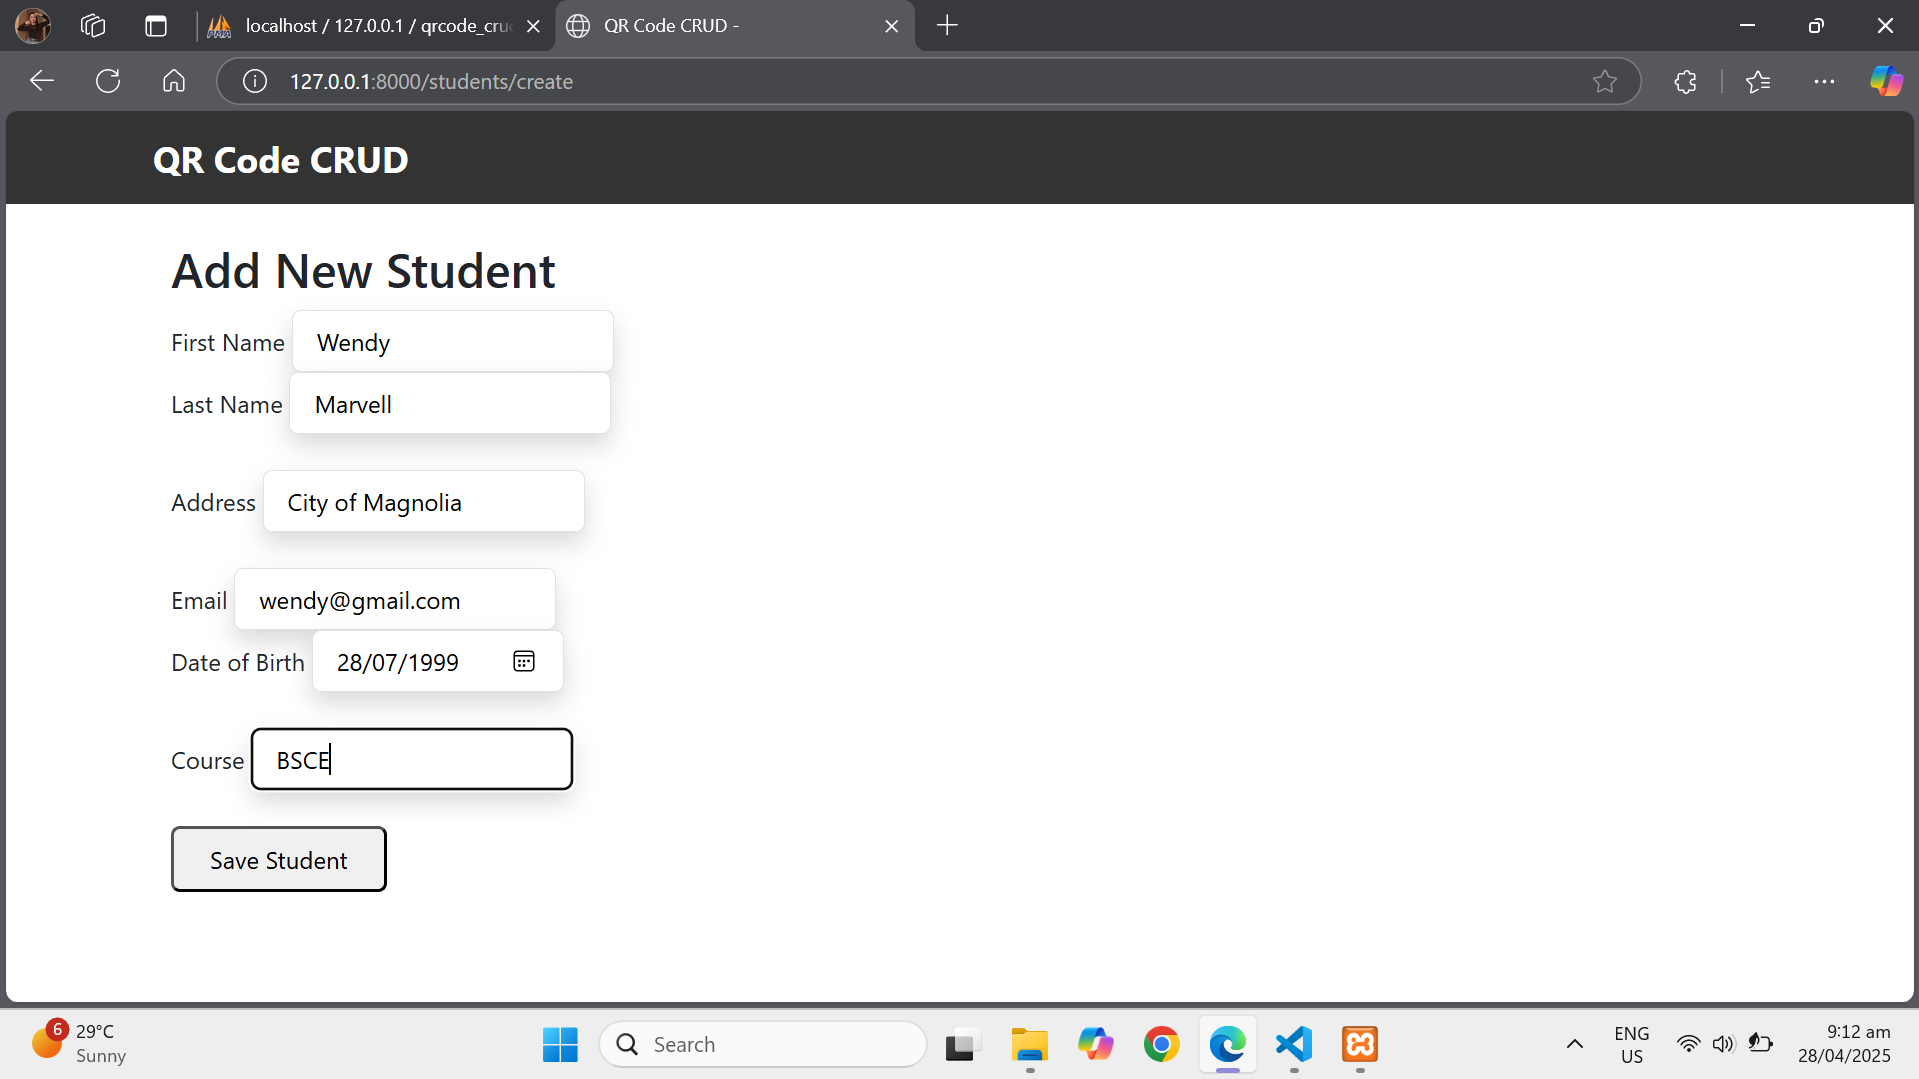 localhost / 127.0.0.1 / qrcode_cru
QR Code CRUD -
127.0.0.1:8000/students/create
QR Code CRUD
Add New Student
First Name Wendy
Last Name Marvell
Address City of Magnolia
Email wendy@gmail.com
Date of Birth 28/07/1999
Course BSCE
Save Student
6
29°C
Sunny
Search
ENG
US
9:12 am
28/04/2025